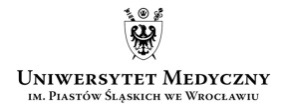 UNIWERSYTET MEDYCZNY
IM. PIASTÓW ŚLĄSKICH WE WROCŁAWIU